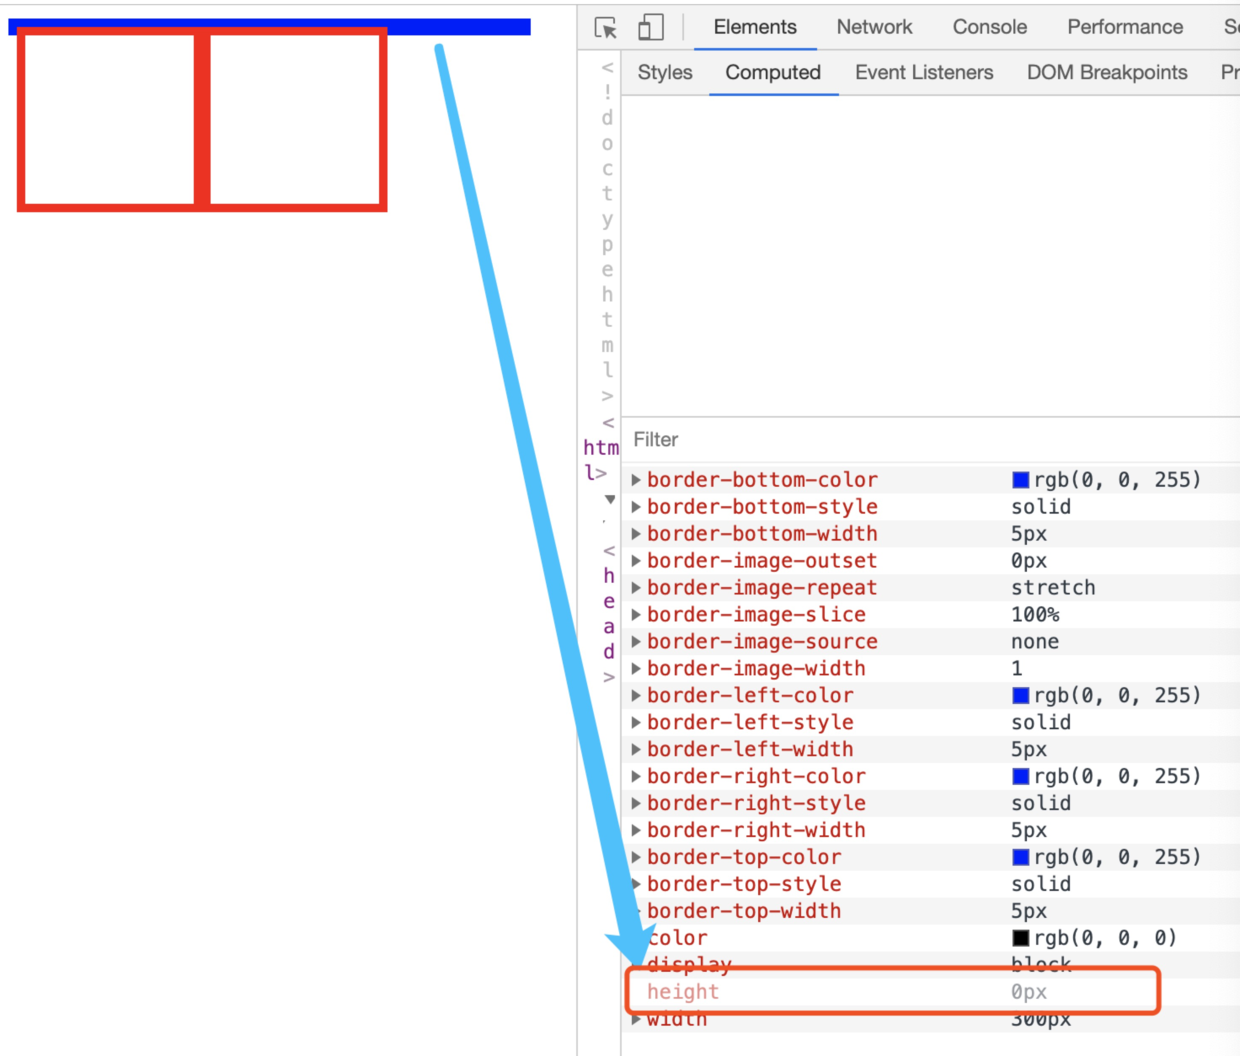 Elements Network Console Performance
Styles Computed Event Listeners DOM Breakpoints Pr
<
!
d
o
c
t
y
p
e
h
t
m
l
>
<
htm
l>
<
h
e
a
d
>
Filter
border-bottom-color rgb(0, 0, 255)
border-bottom-style solid
border-bottom-width 5px
border-image-outset 0px
border-image-repeat stretch
border-image-slice 100%
border-image-source none
border-image-width 1
border-left-color rgb(0, 0, 255)
border-left-style solid
border-left-width 5px
border-right-color rgb(0, 0, 255)
border-right-style solid
border-right-width 5px
border-top-color rgb(0, 0, 255)
border-top-style solid
border-top-width 5px
color rgb(0, 0, 0)
display block
height 0px
width 300px